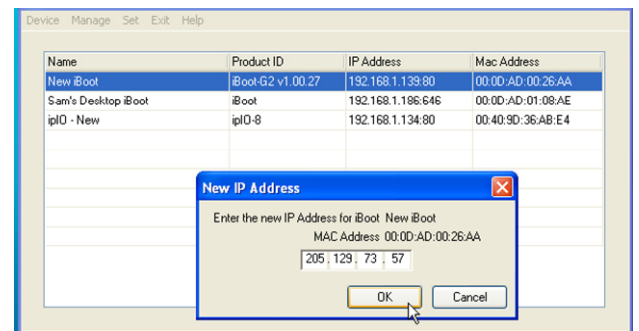 Device Manage Set Exit Help
Name Product ID IP Address Mac Address
New iBoot iBoot-G2 v1.00.27 192.168.1.139:80 00:0D:AD:00:26:AA
Sam's Desktop iBoot iBoot 192.168.1.186:646 00:0D:AD:01:08:AE
ipIO - New ipIO-8 192.168.1.134:80 00:40:9D:36:AB:E4
New IP Address
Enter the new IP Address for iBoot New iBoot
MAC Address 00:0D:AD:00:26:AA
205 . 129 . 73 . 57
OK Cancel